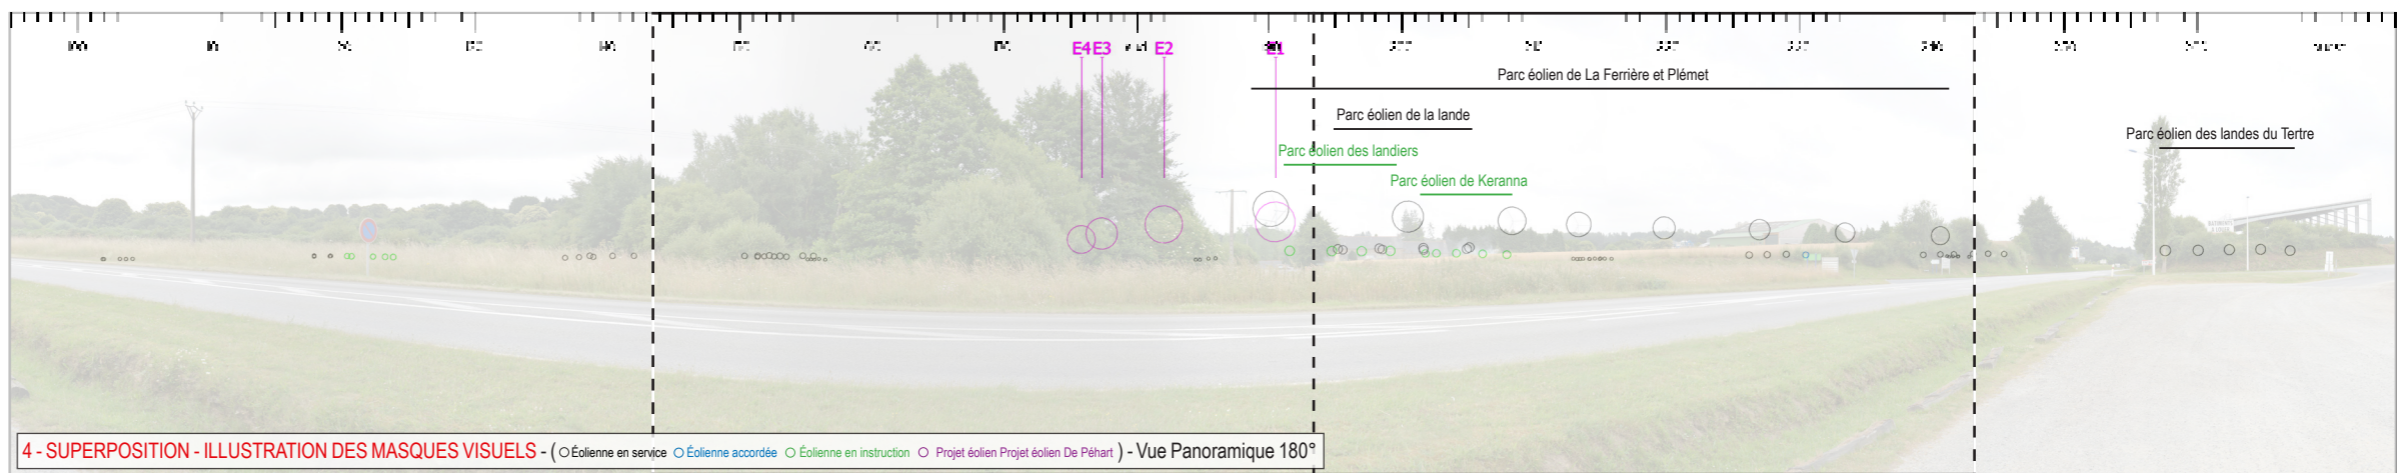 E4 E3 E2 E1
Parc éolien de La Ferrière et Plémet
Parc éolien de la lande
Parc éolien des landes du Tertre
Parc éolien des landiers
Parc éolien de Keranna
4 - SUPERPOSITION - ILLUSTRATION DES MASQUES VISUELS - ( Éolienne en service Éolienne accordée Éolienne en instruction Projet éolien Projet éolien De Péhart ) - Vue Panoramique 180°